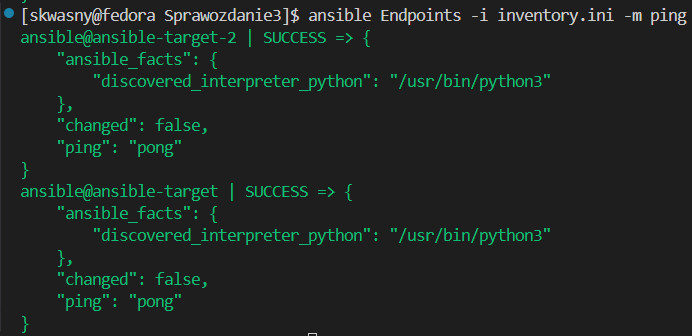 [skwasny@fedora Sprawozdanie3]$ ansible Endpoints -i inventory.ini -m ping
ansible@ansible-target-2 | SUCCESS => {
    "ansible_facts": {
        "discovered_interpreter_python": "/usr/bin/python3"
    },
    "changed": false,
    "ping": "pong"
}
ansible@ansible-target | SUCCESS => {
    "ansible_facts": {
        "discovered_interpreter_python": "/usr/bin/python3"
    },
    "changed": false,
    "ping": "pong"
}